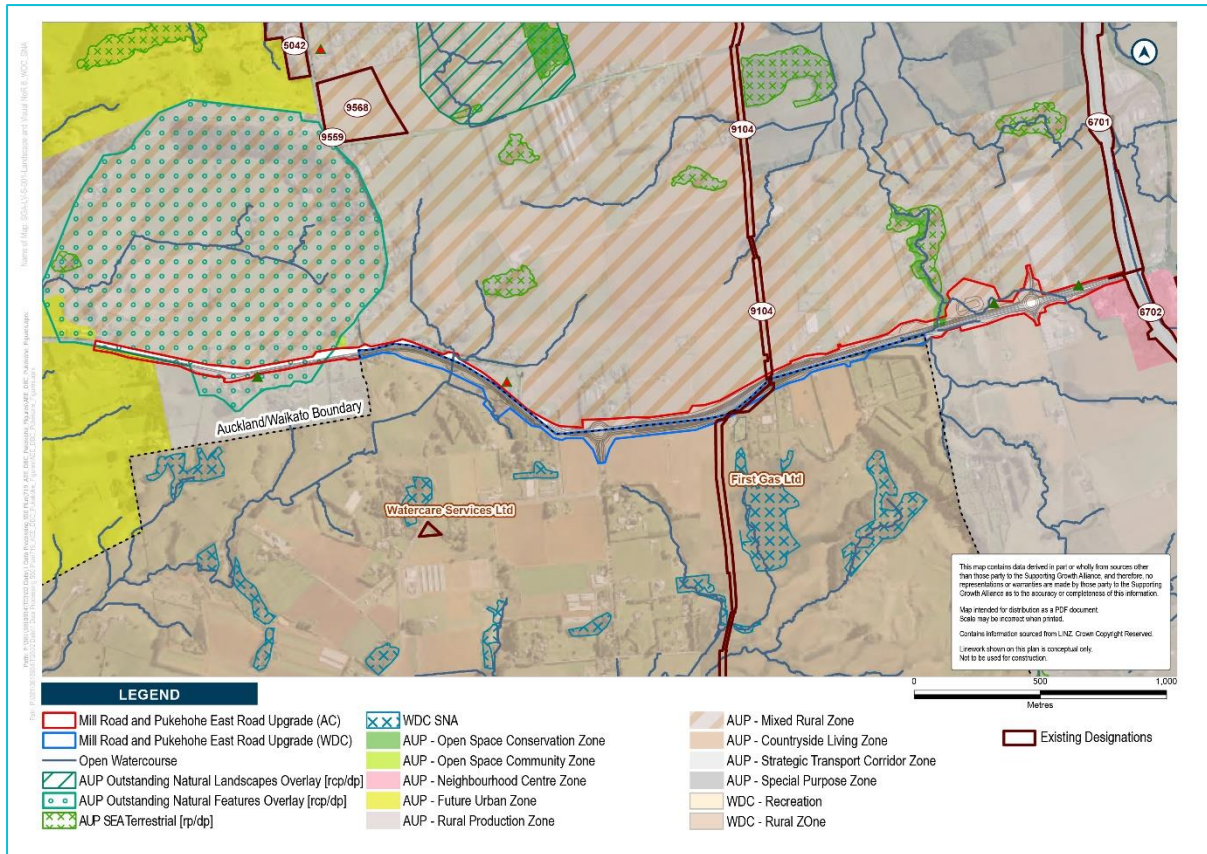 5042
9568
9559
9104
6701
9104
6702
Auckland/Waikato Boundary
First Gas Ltd
Watercare Services Ltd
This map contains data derived in part or wholly from sources other
than those party to the Supporting Growth Alliance, and therefore, no
representations or warranties are made by those party to the Supporting
Growth Alliance as to the accuracy or completeness of this information.
Map intended for distribution as a PDF document.
Scale may be incorrect when printed.
Contains information sourced from LINZ. Crown Copyright Reserved.
Linework shown on this plan is conceptual only.
Not to be used for construction.
0 500 1,000
Metres
LEGEND
Mill Road and Pukehohe East Road Upgrade (AC)
Mill Road and Pukehohe East Road Upgrade (WDC)
Open Watercourse
AUP Outstanding Natural Landscapes Overlay [rcp/dp]
AUP Outstanding Natural Features Overlay [rcp/dp]
AUP SEA Terrestrial [rp/dp]
WDC SNA
AUP - Open Space Conservation Zone
AUP - Open Space Community Zone
AUP - Neighbourhood Centre Zone
AUP - Future Urban Zone
AUP - Rural Production Zone
AUP - Mixed Rural Zone
AUP - Countryside Living Zone
AUP - Strategic Transport Corridor Zone
AUP - Special Purpose Zone
WDC - Recreation
WDC - Rural ZOne
Existing Designations